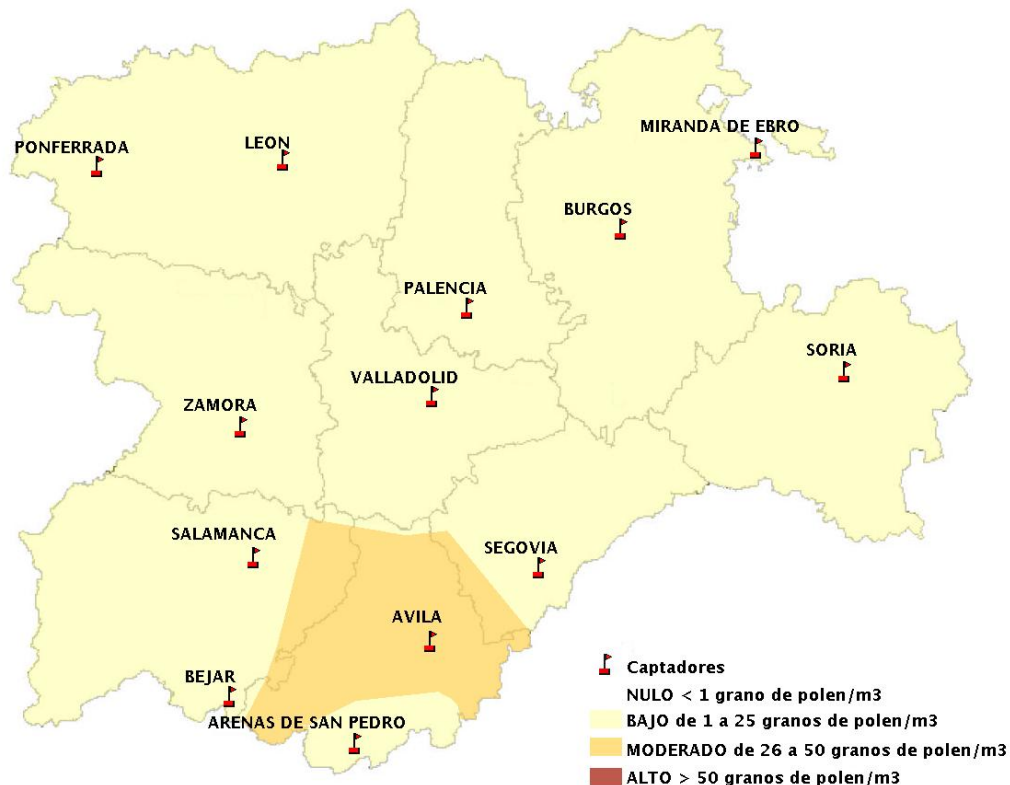 MIRANDA DE EBRO
PONFERRADA
LEON
BURGOS
PALENCIA
SORIA
VALLADOLID
ZAMORA
SALAMANCA
SEGOVIA
AVILA
BEJAR
ARENAS DE SAN PEDRO
Captadores
NULO < 1 grano de polen/m3
BAJO de 1 a 25 granos de polen/m3
MODERADO de 26 a 50 granos de polen/m3
ALTO > 50 granos de polen/m3